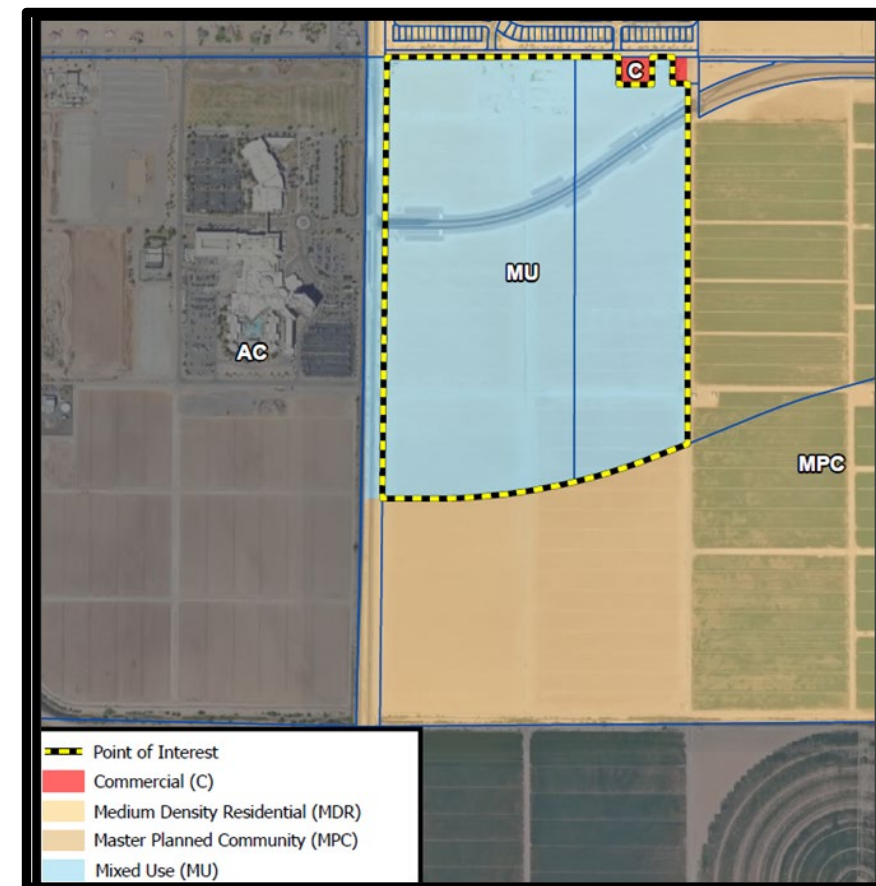 C
MU
AC
MPC
Point of Interest
Commercial (C)
Medium Density Residential (MDR)
Master Planned Community (MPC)
Mixed Use (MU)